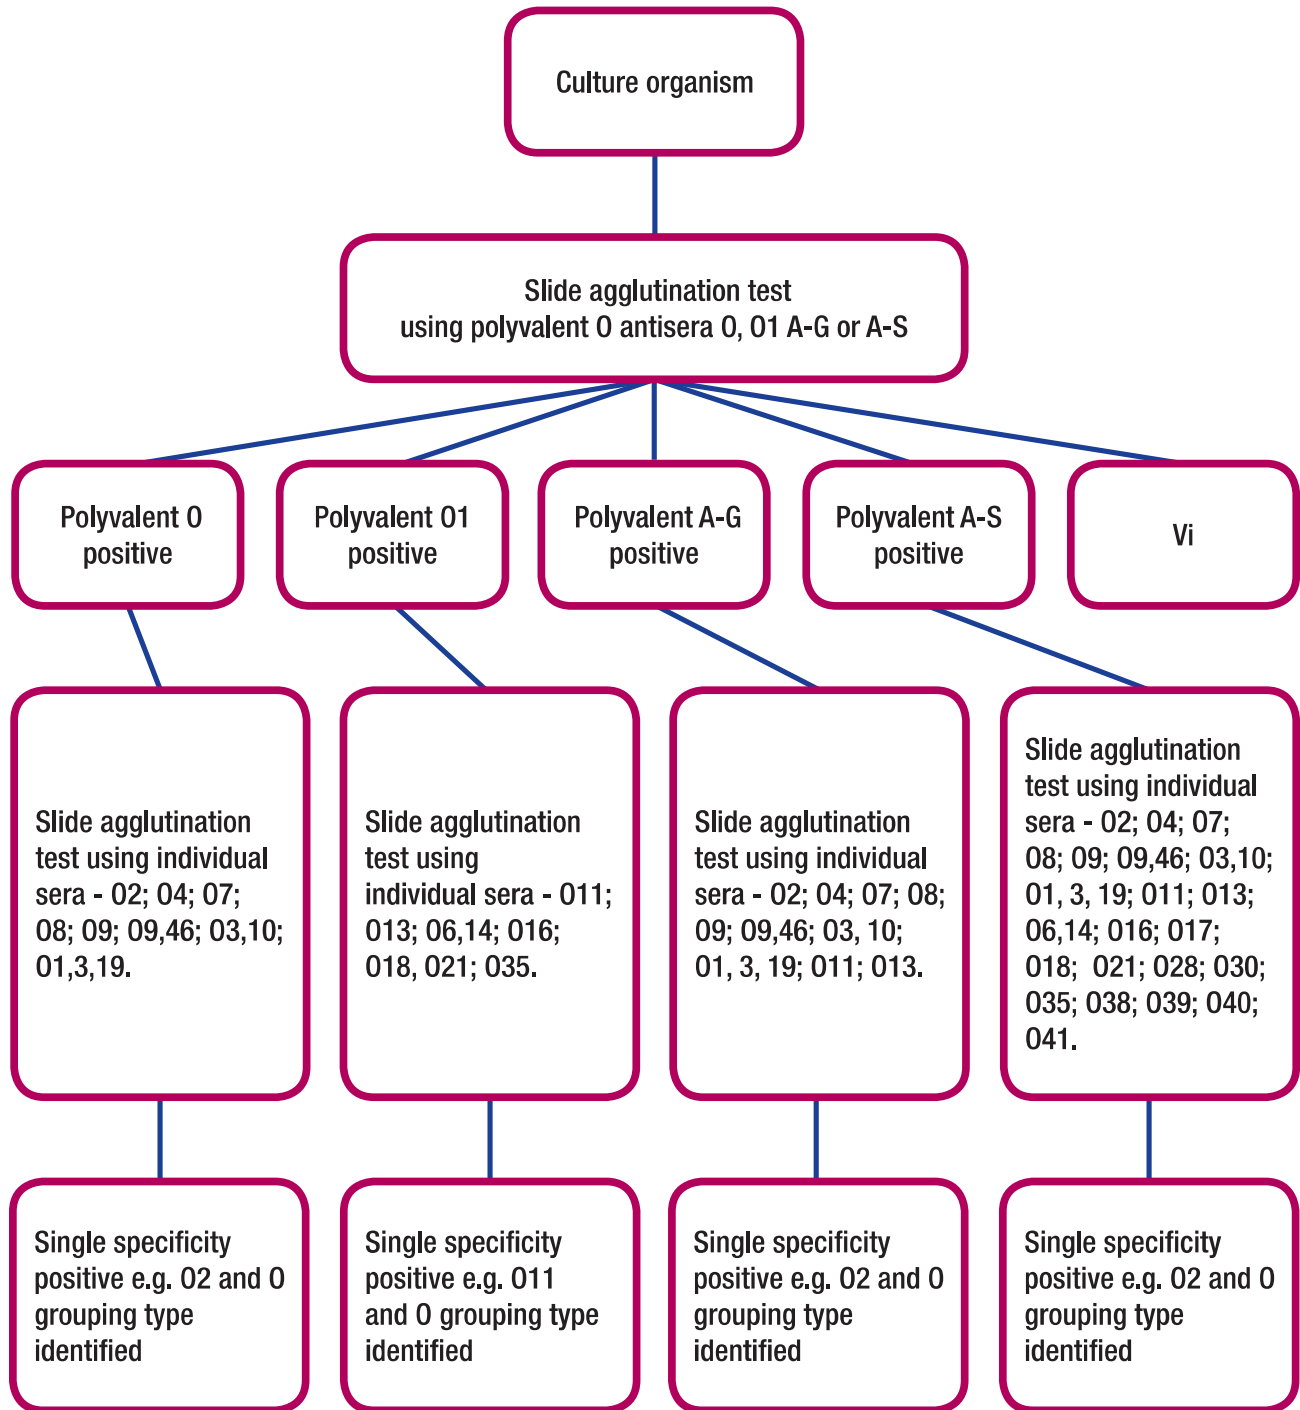 Culture organism
Slide agglutination test
using polyvalent O antisera O, O1 A-G or A-S
Polyvalent O
positive
Polyvalent O1
positive
Polyvalent A-G
positive
Polyvalent A-S
positive
Vi
Slide agglutination
test using individual
sera - O2; O4; O7;
O8; O9; O9,46; O3,10;
O1,3,19.
Slide agglutination
test using
individual sera - O11;
O13; O6,14; O16;
O18, O21; O35.
Slide agglutination
test using individual
sera - O2; O4; O7; O8;
O9; O9,46; O3, 10;
O1, 3, 19; O11; O13.
Slide agglutination
test using individual
sera - O2; O4; O7;
O8; O9; O9,46; O3,10;
O1, 3, 19; O11; O13;
O6,14; O16; O17;
O18;  O21; O28; O30;
O35; O38; O39; O40;
O41.
Single specificity
positive e.g. O2 and O
grouping type
identified
Single specificity
positive e.g. O11
and O grouping type
identified
Single specificity
positive e.g. O2 and O
grouping type
identified
Single specificity
positive e.g. O2 and O
grouping type
identified